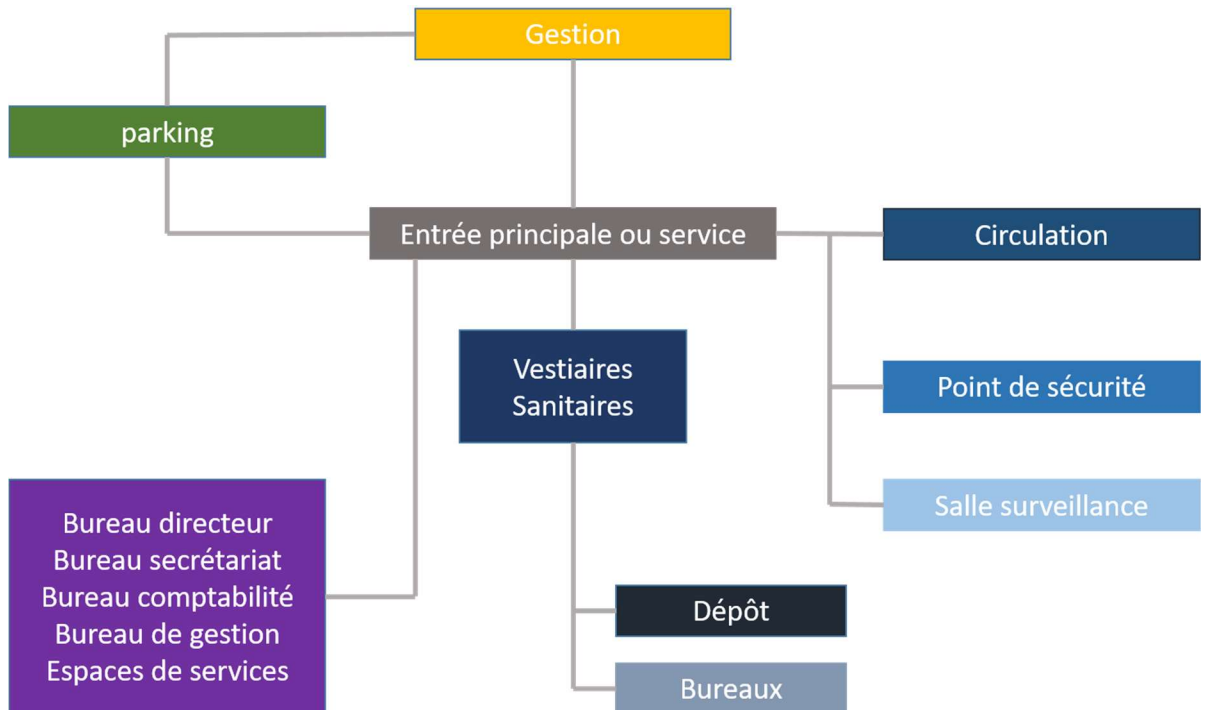 Gestion
parking
Entrée principale ou service
Circulation
Vestiaires
Sanitaires
Point de sécurité
Salle surveillance
Bureau directeur
Bureau secrétariat
Bureau comptabilité
Bureau de gestion
Espaces de services
Dépôt
Bureaux